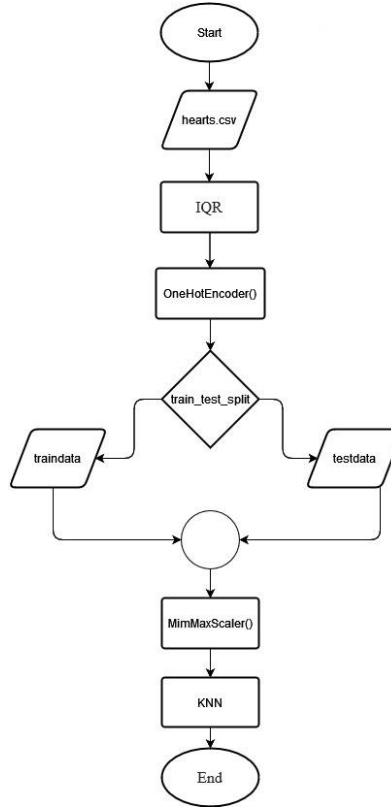 Start
hearts.csv
IQR
OneHotEncoder()
train_test_split
traindata
testdata
MimMaxScaler()
KNN
End